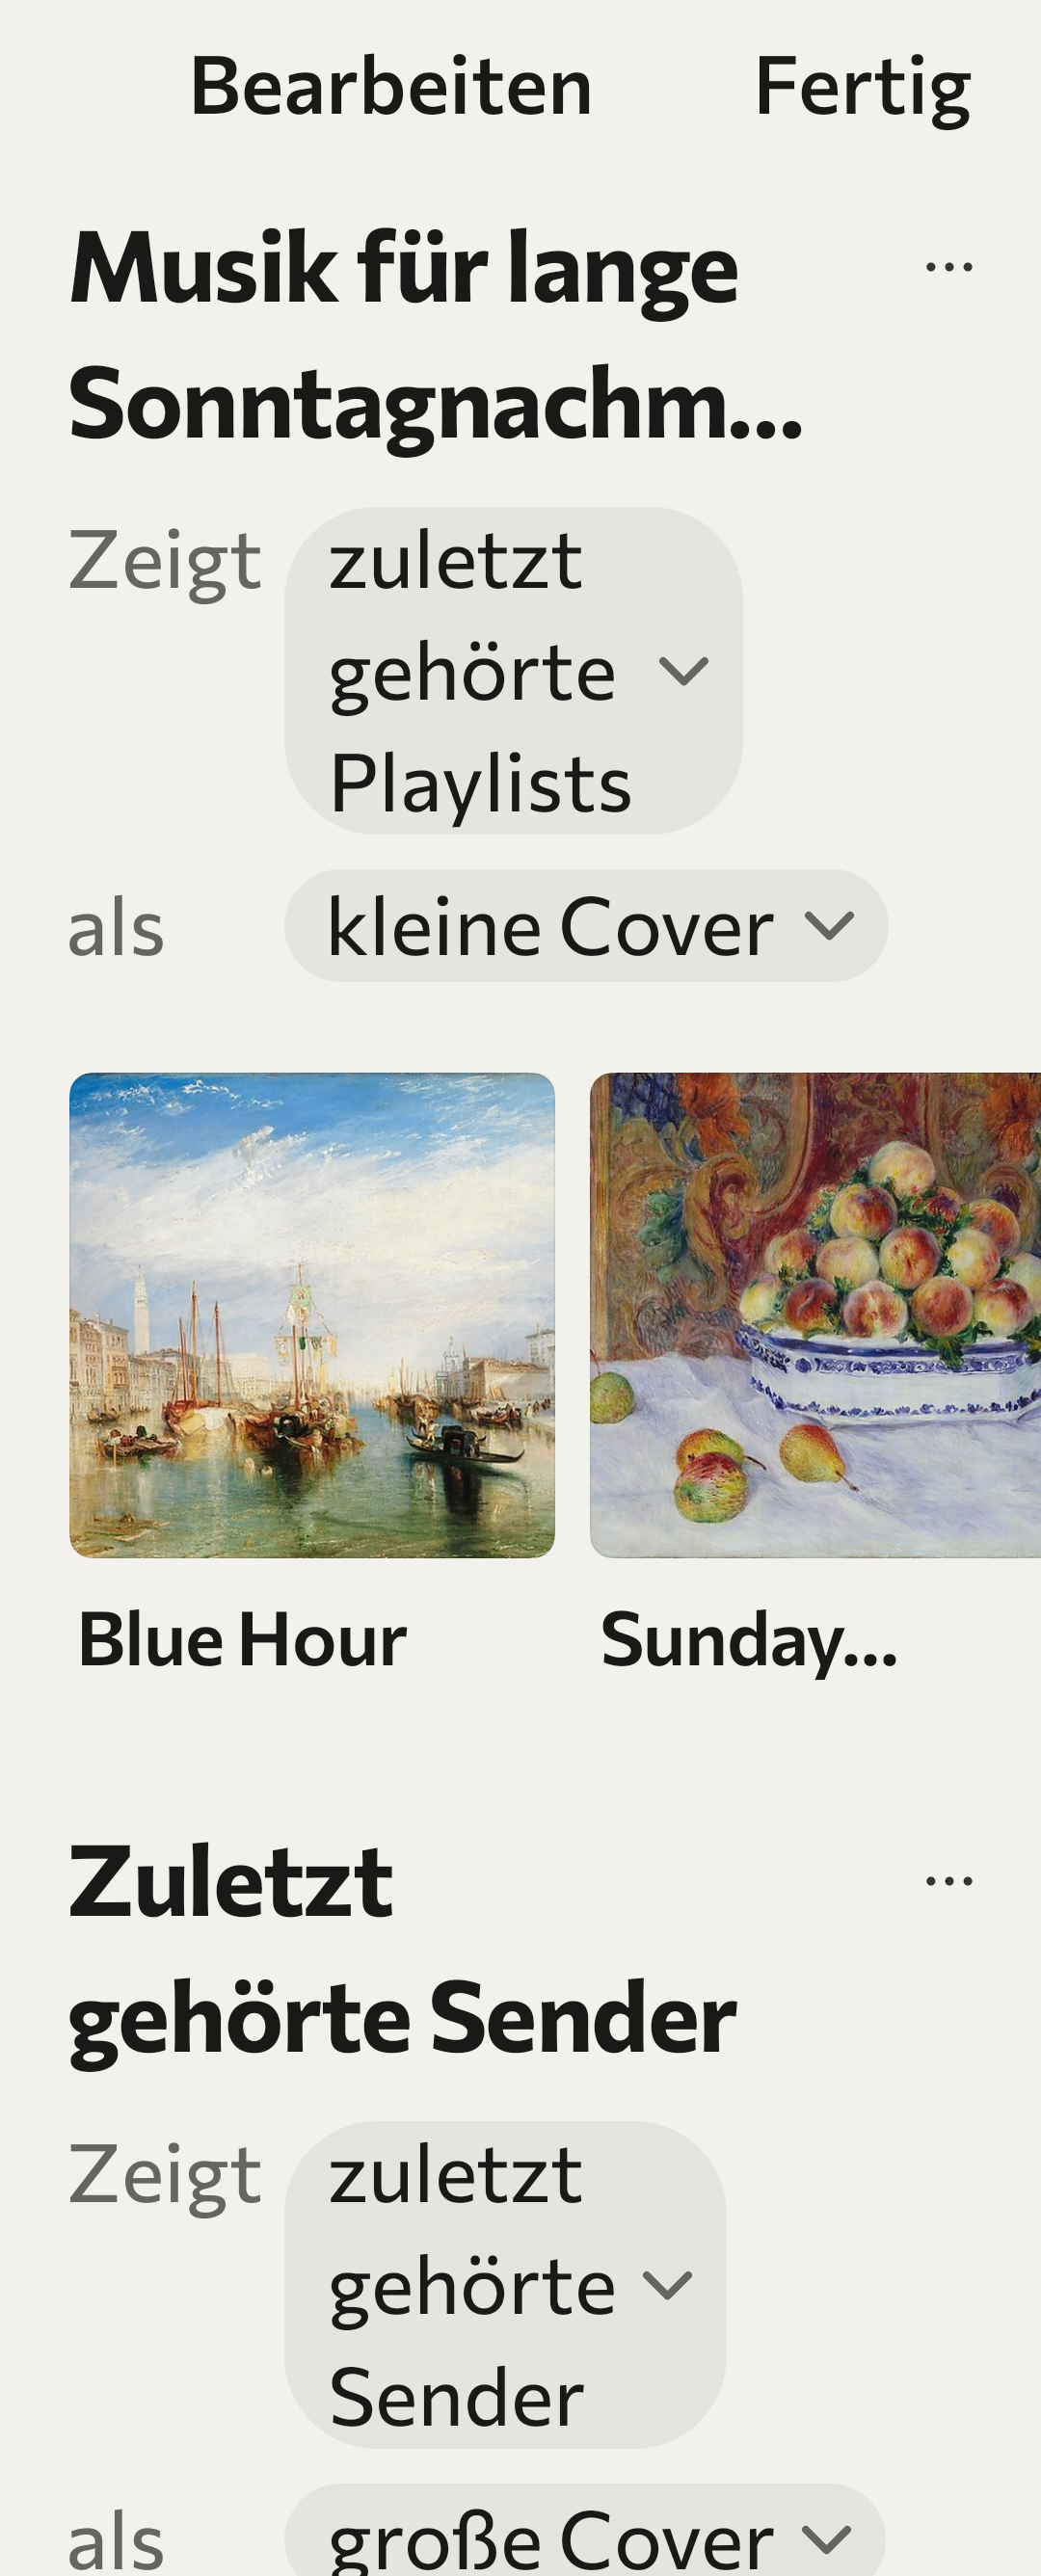 Bearbeiten Fertig
Musik für lange
Sonntagnachm...
Zeigt zuletzt
gehörte
Playlists
als kleine Cover
Blue Hour Sunday...
Zuletzt
gehörte Sender
Zeigt zuletzt
gehörte
Sender
als große Cover